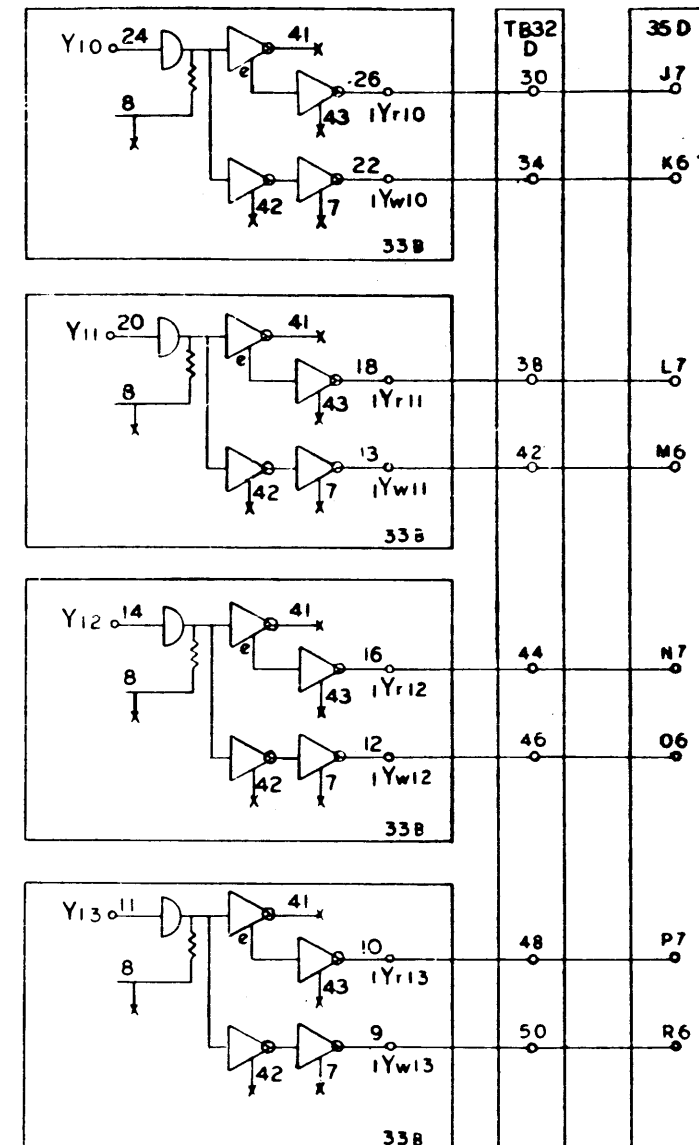 TB32 D
35D
Y10 24
41
8
e
26
43
1Yr10
30
J7
22
42
7
1Yw10
34
K6
33B
Y11 20
41
8
e
18
43
1Yr11
38
L7
13
42
7
1Yw11
42
M6
33B
Y12 14
41
8
e
16
43
1Yr12
44
N7
12
42
7
1Yw12
46
O6
33B
Y13 11
41
8
e
10
43
1Yr13
48
P7
9
42
7
1Yw13
50
R6
33B